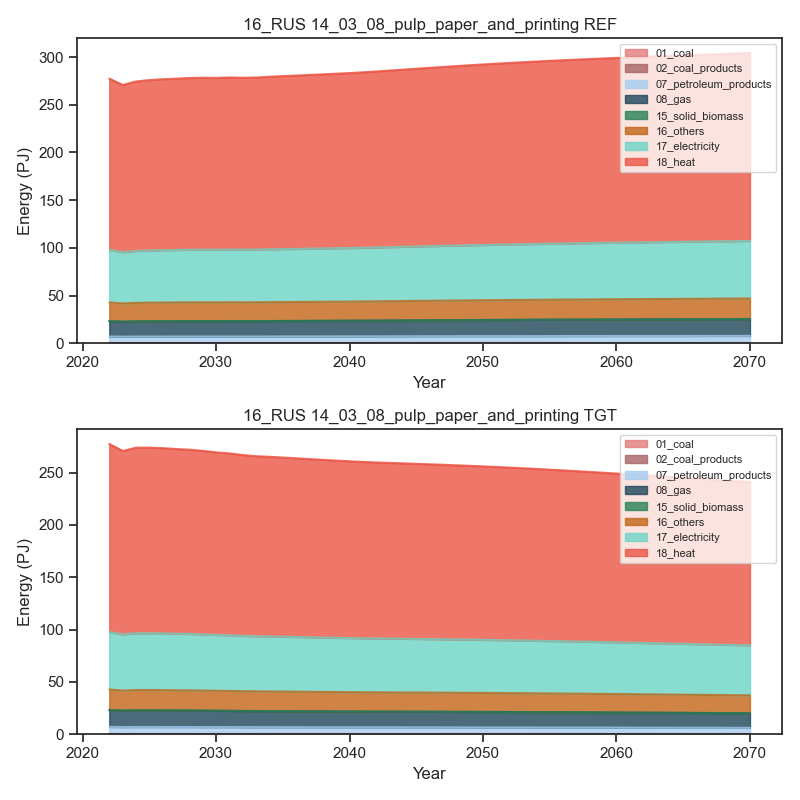 16_RUS 14_03_08_pulp_paper_and_printing REF
300
250
200
150
100
50
0
Energy (PJ)
01_coal
02_coal_products
07_petroleum_products
08_gas
15_solid_biomass
16_others
17_electricity
18_heat
2020 2030 2040 2050 2060 2070
Year
16_RUS 14_03_08_pulp_paper_and_printing TGT
250
200
150
100
50
0
Energy (PJ)
01_coal
02_coal_products
07_petroleum_products
08_gas
15_solid_biomass
16_others
17_electricity
18_heat
2020 2030 2040 2050 2060 2070
Year